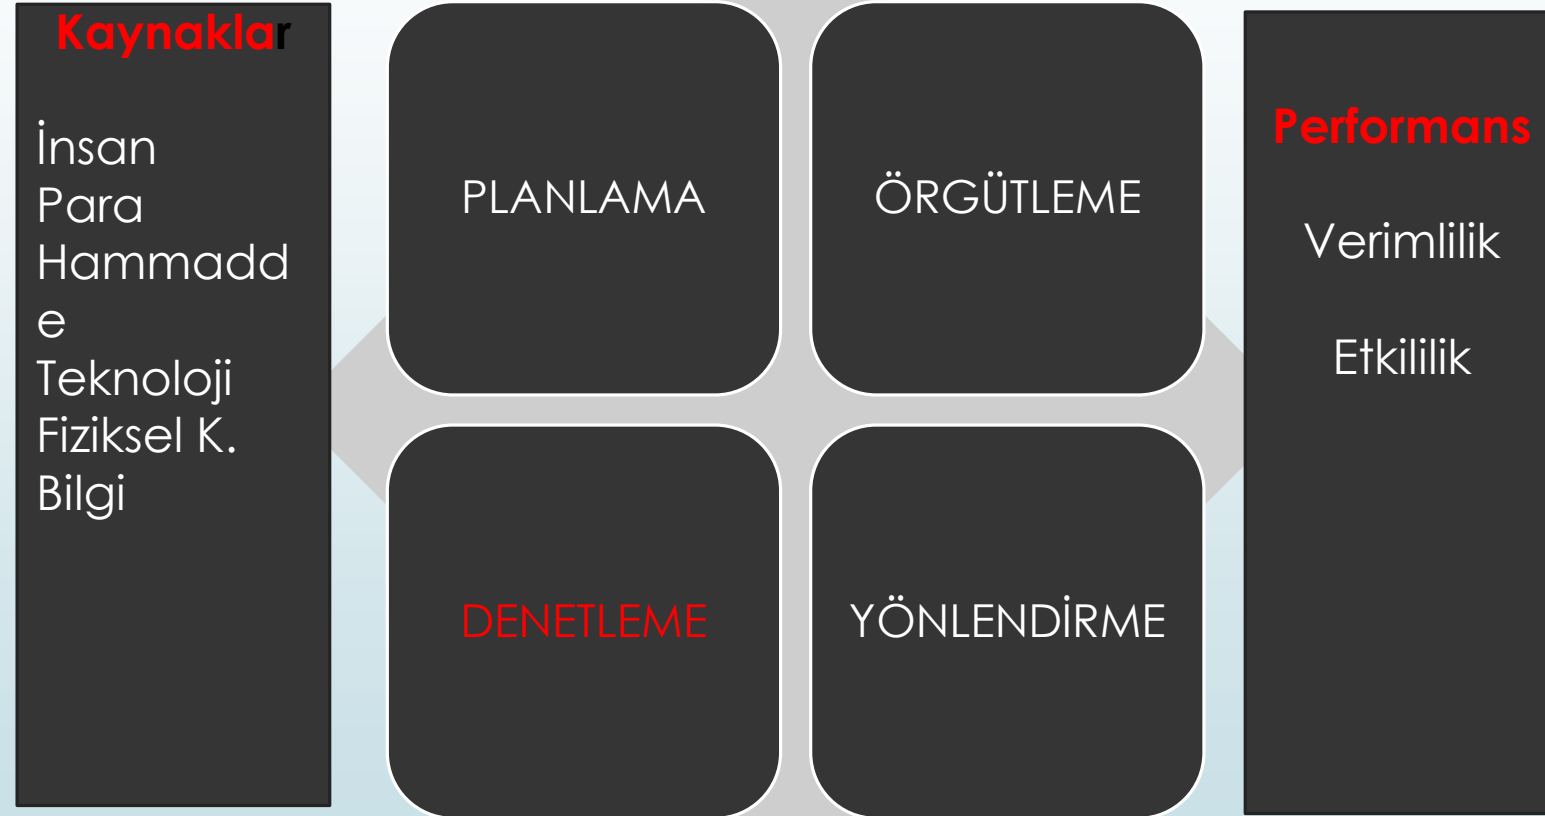 Kaynaklar
İnsan
Para
Hammadd
e
Teknoloji
Fiziksel K.
Bilgi
PLANLAMA
ÖRGÜTLEME
DENETLEME
YÖNLENDİRME
Performans
Verimlilik
Etkililik